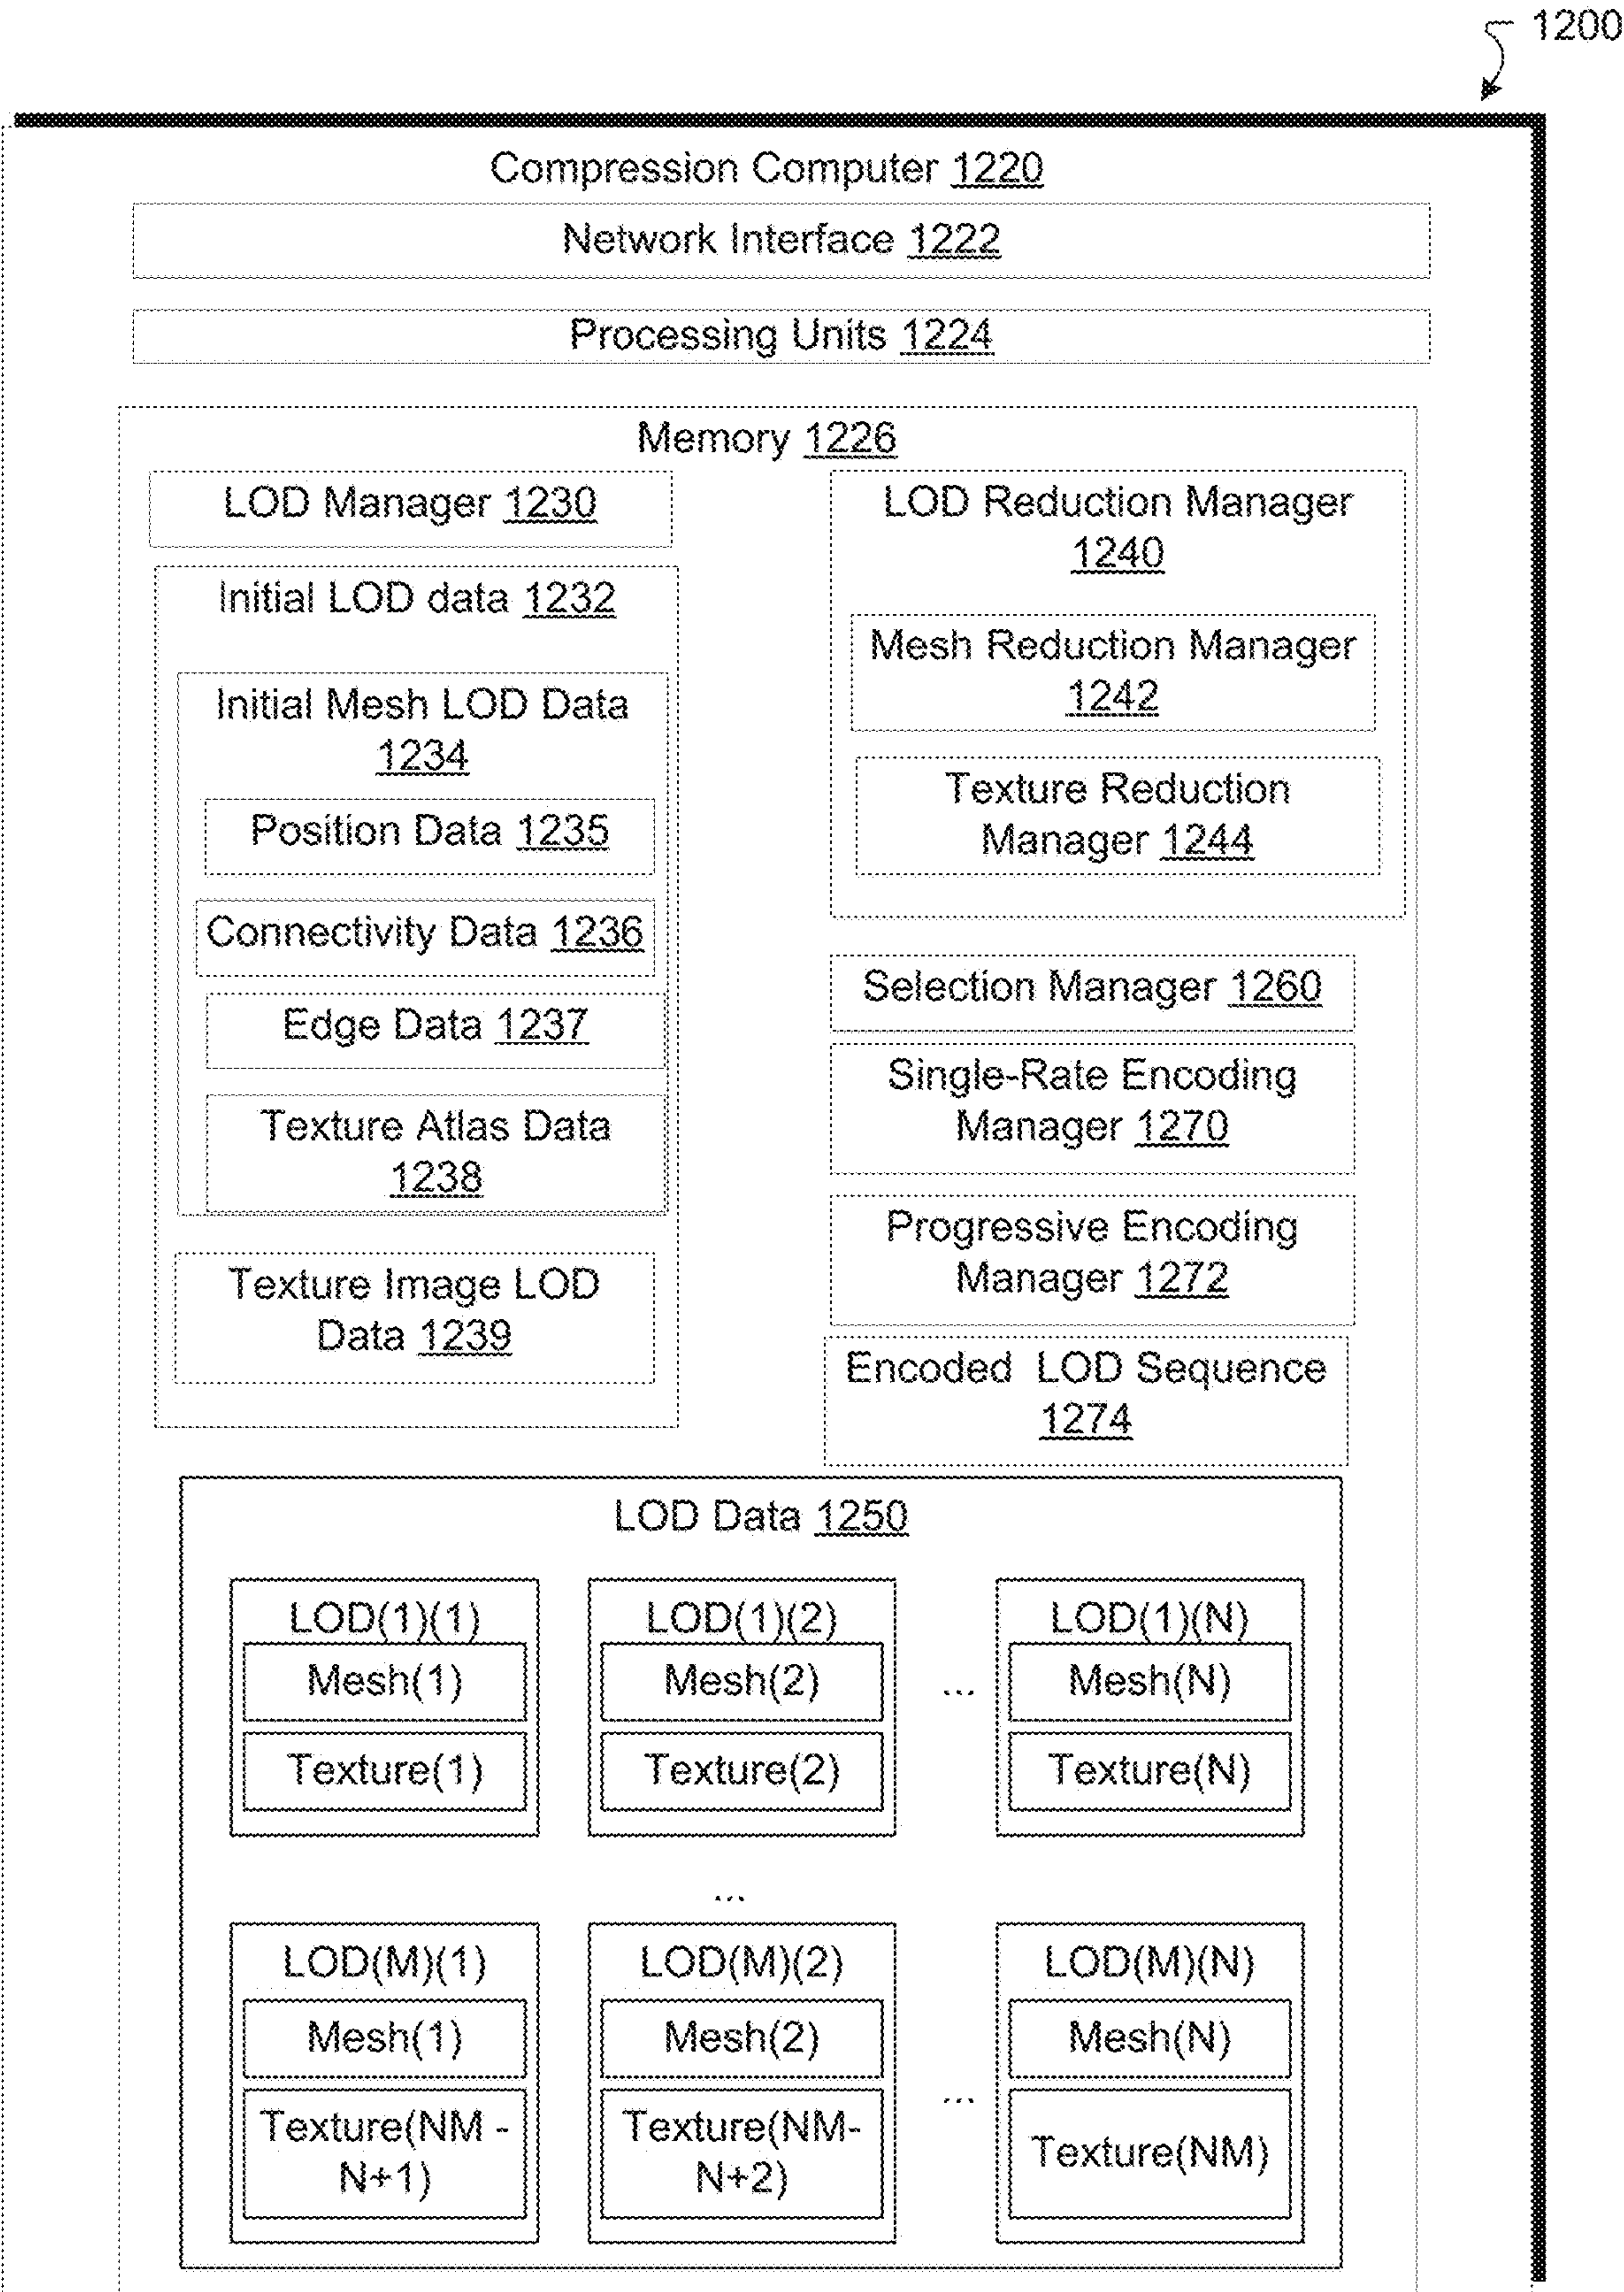 1200
Compression Computer 1220
Network Interface 1222
Processing Units 1224
Memory 1226
LOD Manager 1230
Initial LOD data 1232
Initial Mesh LOD Data
1234
Position Data 1235
Connectivity Data 1236
Edge Data 1237
Texture Atlas Data
1238
Texture Image LOD
Data 1239
LOD Reduction Manager
1240
Mesh Reduction Manager
1242
Texture Reduction
Manager 1244
Selection Manager 1260
Single-Rate Encoding
Manager 1270
Progressive Encoding
Manager 1272
Encoded LOD Sequence
1274
LOD Data 1250
LOD(1)(1)
Mesh(1)
Texture(1)
LOD(1)(2)
Mesh(2)
Texture(2)
...
LOD(1)(N)
Mesh(N)
Texture(N)
...
LOD(M)(1)
Mesh(1)
Texture(NM -
N+1)
LOD(M)(2)
Mesh(2)
Texture(NM-
N+2)
...
LOD(M)(N)
Mesh(N)
Texture(NM)